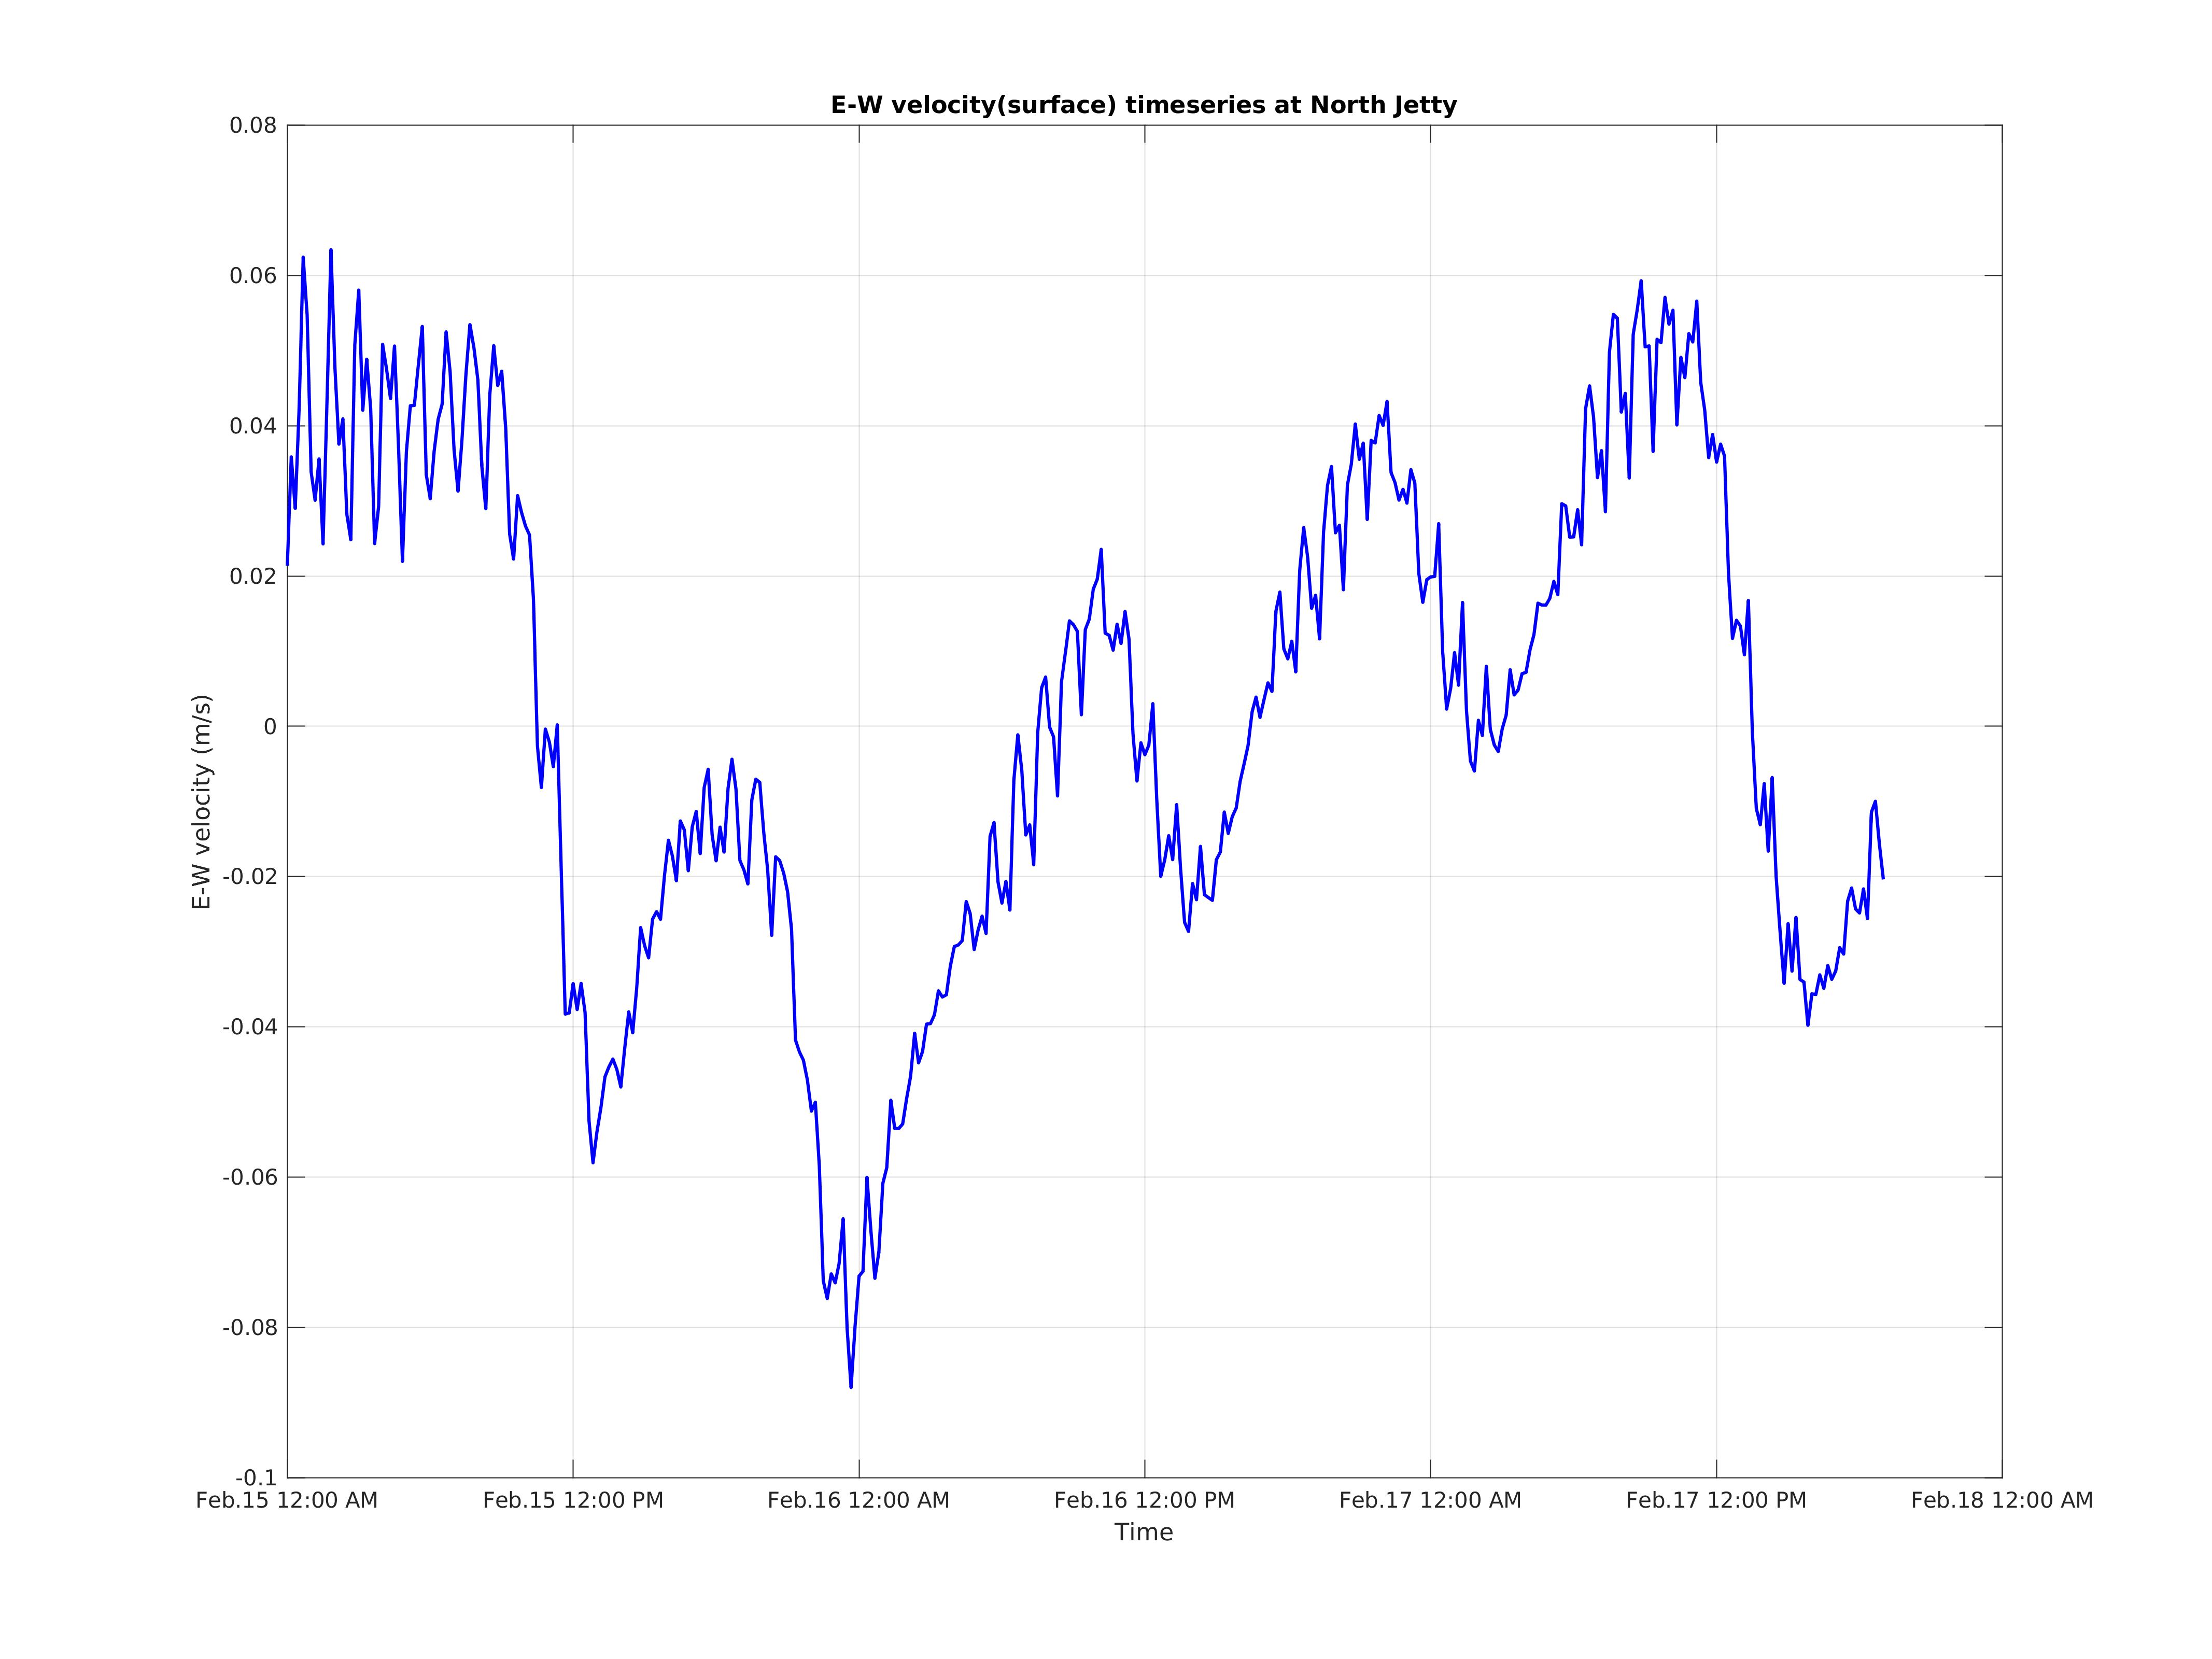 E-W velocity(surface) timeseries at North Jetty
0.08
0.06
0.04
0.02
0
-0.02
-0.04
-0.06
-0.08
-0.1
E-W velocity (m/s)
Feb.15 12:00 AM
Feb.15 12:00 PM
Feb.16 12:00 AM
Feb.16 12:00 PM
Feb.17 12:00 AM
Feb.17 12:00 PM
Feb.18 12:00 AM
Time